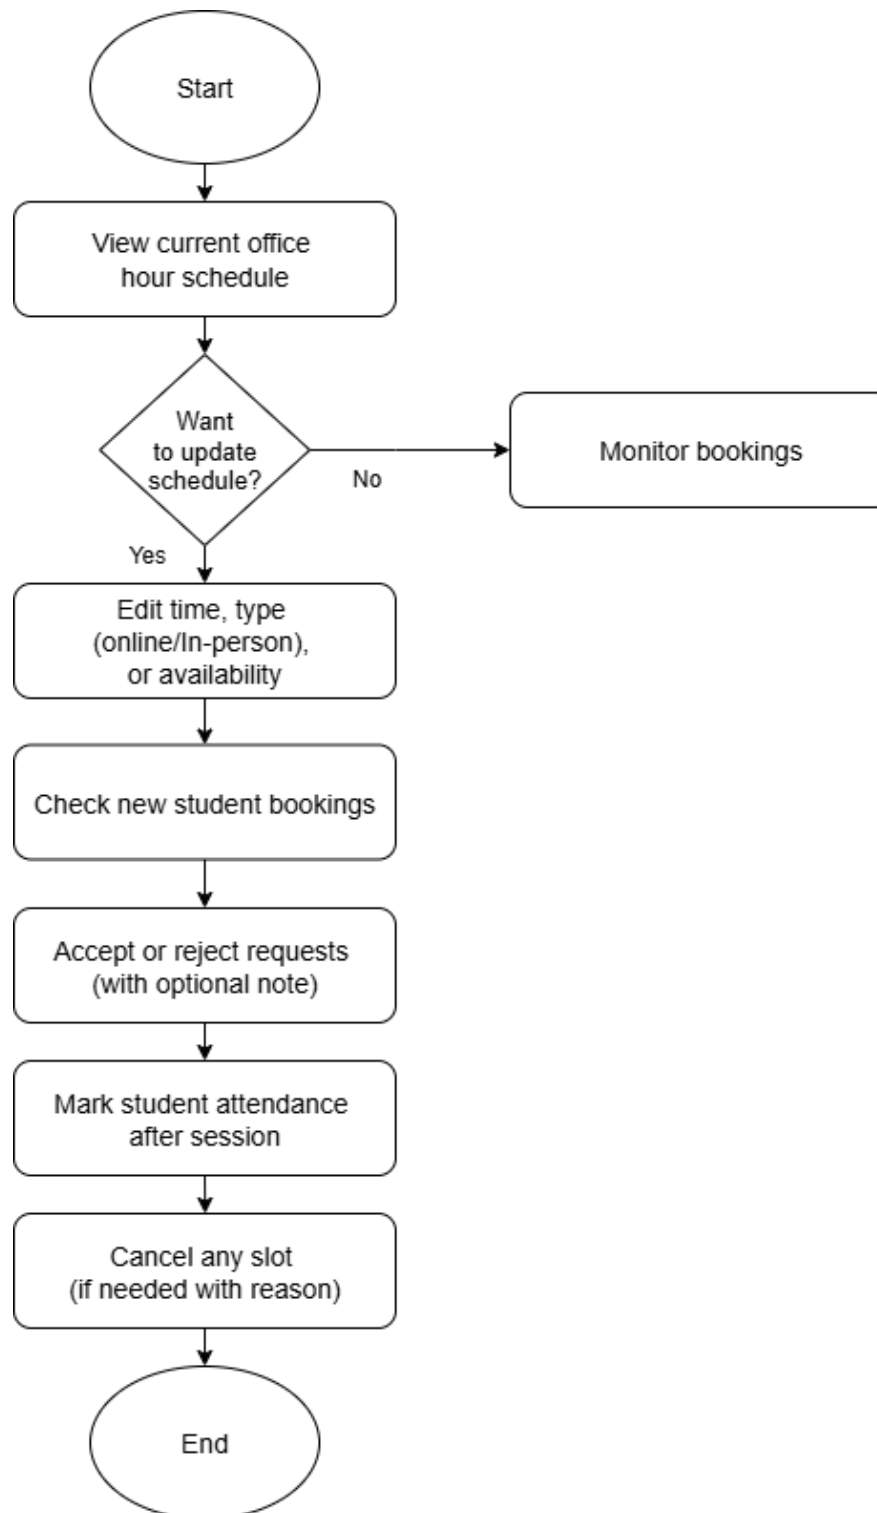 Start
View current office
hour schedule
Want
to update
schedule?
No
Monitor bookings
Yes
Edit time, type
(online/In-person),
or availability
Check new student bookings
Accept or reject requests
(with optional note)
Mark student attendance
after session
Cancel any slot
(if needed with reason)
End